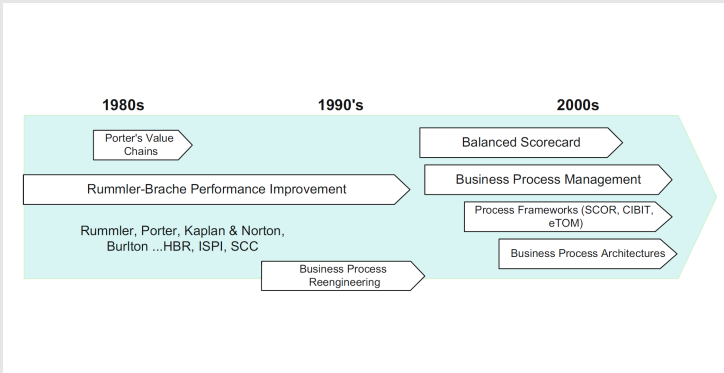 1980s
1990's
2000s
Porter's Value
Chains
Balanced Scorecard
Rummler-Brache Performance Improvement
Business Process Management
Process Frameworks (SCOR, CIBIT,
eTOM)
Rummler, Porter, Kaplan & Norton,
Burlton ...HBR, ISPI, SCC
Business Process Architectures
Business Process
Reengineering